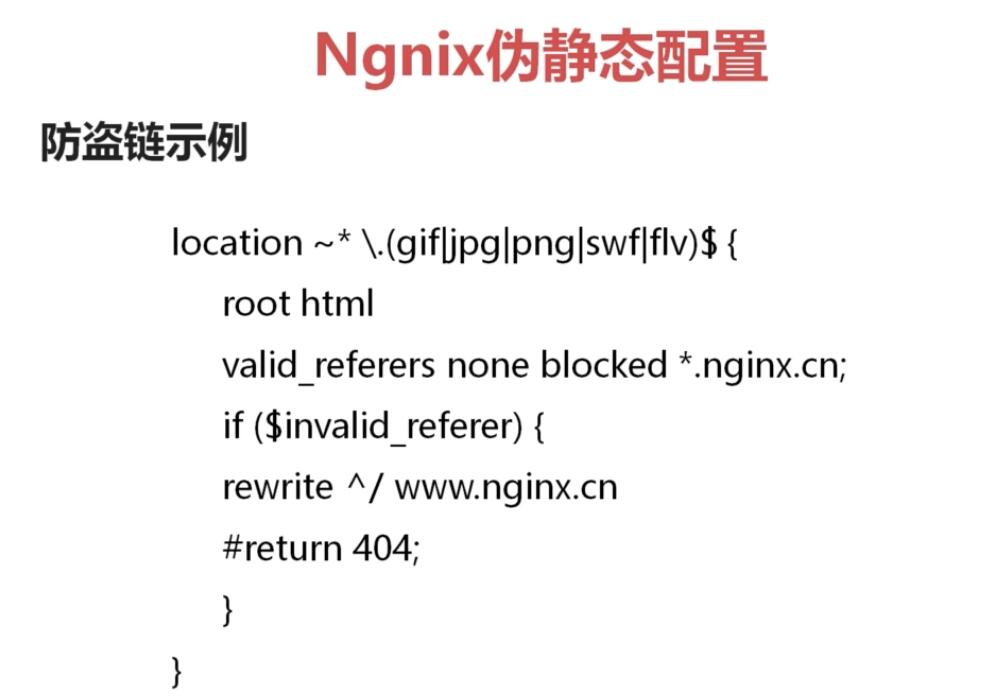 Ngnix伪静态配置
防盗链示例
location ~* \.(gif|jpg|png|swf|flv)$ {
root html
valid_referers none blocked *.nginx.cn;
if ($invalid_referer) {
rewrite ^/ www.nginx.cn
#return 404;
}
}